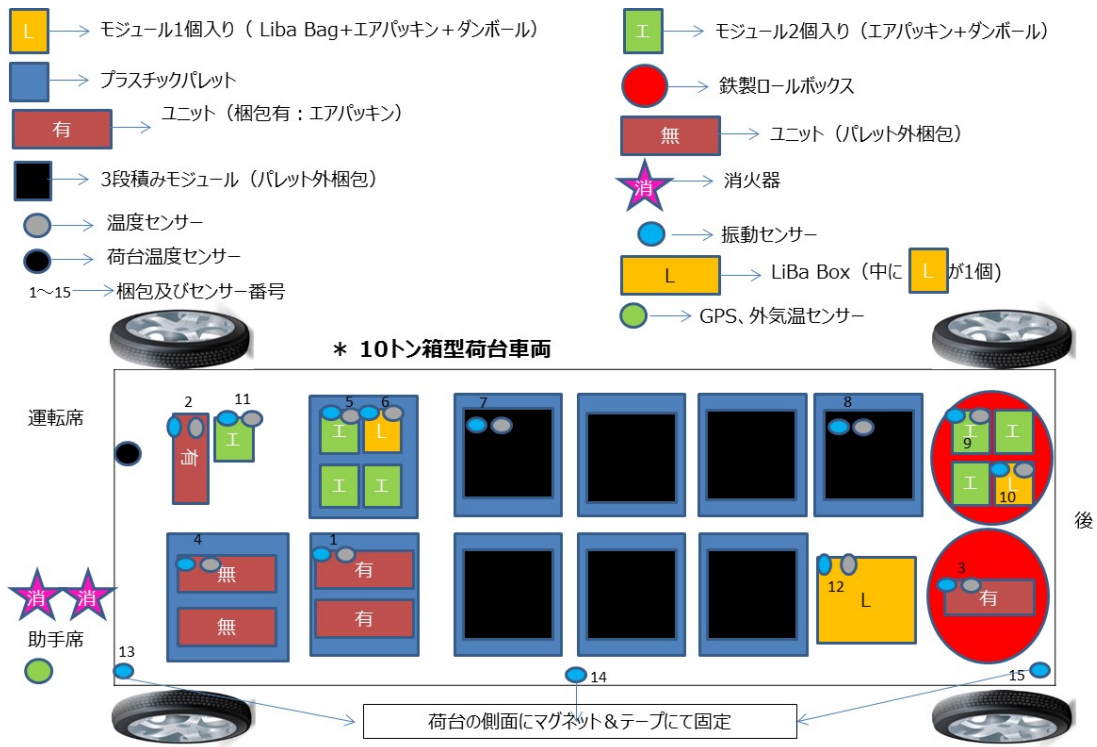 L モジュール1個入り（ Liba Bag+エアパッキン＋ダンボール）
プラスチックパレット
有 ユニット（梱包有：エアパッキン）
3段積みモジュール（パレット外梱包）
温度センサー
荷台温度センサー
1～15 梱包及びセンサー番号
エ モジュール2個入り（エアパッキン+ダンボール）
鉄製ロールボックス
無 ユニット（パレット外梱包）
消 消火器
振動センサー
L LiBa Box（中に L が1個)
GPS、外気温センサー
＊ 10トン箱型荷台車両
運転席
2 11 5 6 7 8
有 エ エ L エ エ
エ エ 9
エ L 10
後
4 1 3
無 有 12 L 有
無 有
消 消
助手席
13 14 15
荷台の側面にマグネット＆テープにて固定